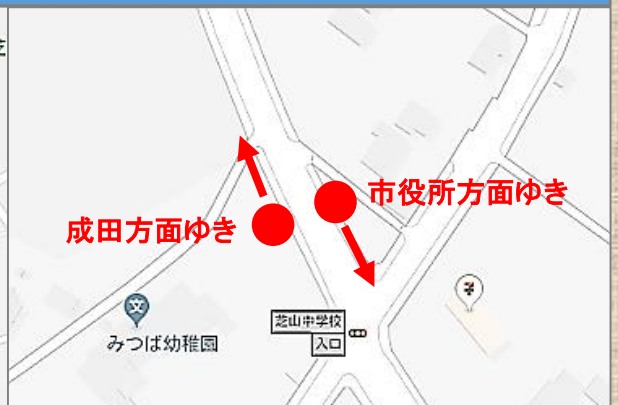 市役所方面ゆき
成田方面ゆき
芝山中学校
入口
みつば幼稚園
文